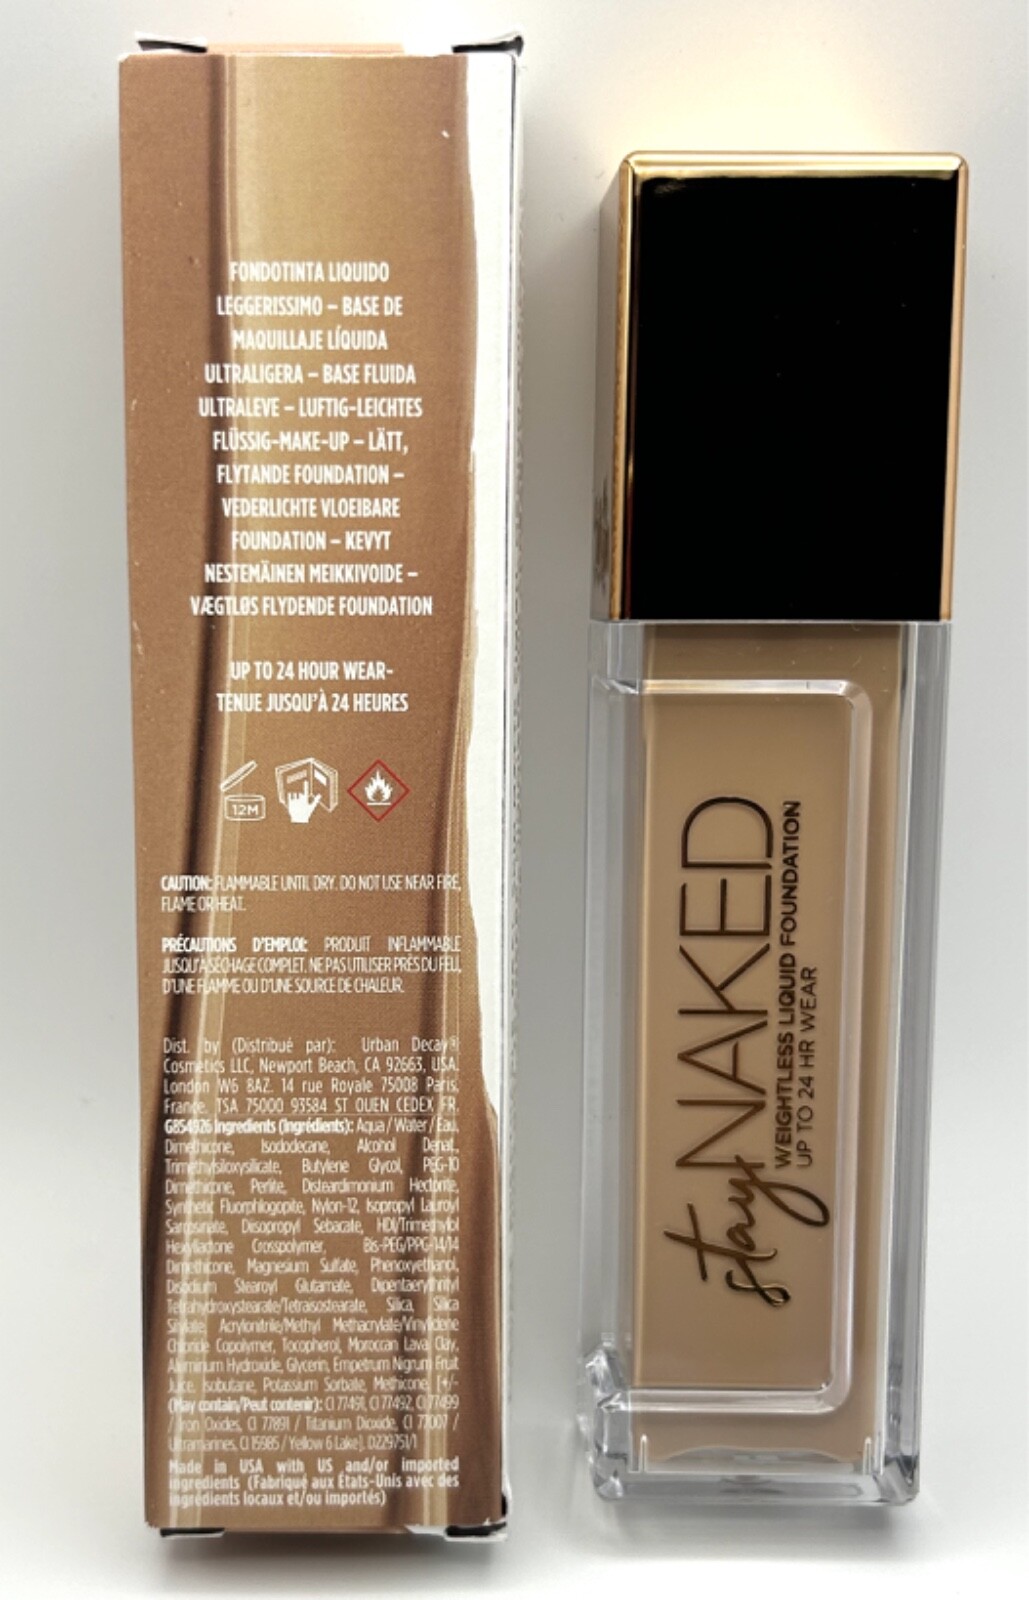 FONDOTINTA LIQUIDO
LEGGERISSIMO – BASE DE
MAQUILLAJE LÍQUIDA
ULTRALIGERA – BASE FLUIDA
ULTRALEVE – LUFTIG-LEICHTES
FLÜSSIG-MAKE-UP – LÄTT,
FLYTANDE FOUNDATION –
VEDERLICHTE VLOEIBARE
FOUNDATION – KEVYT
NESTEMÄINEN MEIKKIVOIDE –
VÆGTLØS FLYDENDE FOUNDATION
UP TO 24 HOUR WEAR-
TENUE JUSQU'À 24 HEURES
12M
CAUTION: FLAMMABLE UNTIL DRY. DO NOT USE NEAR FIRE,
FLAME OR HEAT.
PRÉCAUTIONS D'EMPLOI: PRODUIT INFLAMMABLE
JUSQU'À SÉCHAGE COMPLET. NE PAS UTILISER PRÈS DU FEU,
D'UNE FLAMME OU D'UNE SOURCE DE CHALEUR.
Dist. by (Distribué par): Urban Decay®
Cosmetics LLC, Newport Beach, CA 92663, USA.
London W6 8AZ. 14 rue Royale 75008 Paris,
France. TSA 75000 93584 ST OUEN CEDEX FR.
G854926 Ingredients (Ingrédients): Aqua / Water / Eau,
Dimethicone, Isododecane, Alcohol Denat.,
Trimethylsiloxysilicate, Butylene Glycol, PEG-10
Dimethicone, Perlite, Disteardimonium Hectorite,
Synthetic Fluorphlogopite, Nylon-12, Isopropyl Lauroyl
Sarcosinate, Diisopropyl Sebacate, HDI/Trimethylol
Hexyllactone Crosspolymer, Bis-PEG/PPG-14/14
Dimethicone, Magnesium Sulfate, Phenoxyethanol,
Disodium Stearoyl Glutamate, Dipentaerythrityl
Tetrahydroxystearate/Tetraisostearate, Silica, Silica
Silylate, Acrylonitrile/Methyl Methacrylate/Vinylidene
Chloride Copolymer, Tocopherol, Moroccan Lava Clay,
Aluminum Hydroxide, Glycerin, Empetrum Nigrum Fruit
Juice, Isobutane, Potassium Sorbate, Methicone, [+/-
(May contain/Peut contenir): CI 77491, CI 77492, CI 77499
/ Iron Oxides, CI 77891 / Titanium Dioxide, CI 77007 /
Ultramarines, CI 15985 / Yellow 6 Lake]. D229751/1
Made in USA with US and/or imported
ingredients (Fabriqué aux États-Unis avec des
ingrédients locaux et/ou importés)
stay NAKED
WEIGHTLESS LIQUID FOUNDATION
UP TO 24 HR WEAR